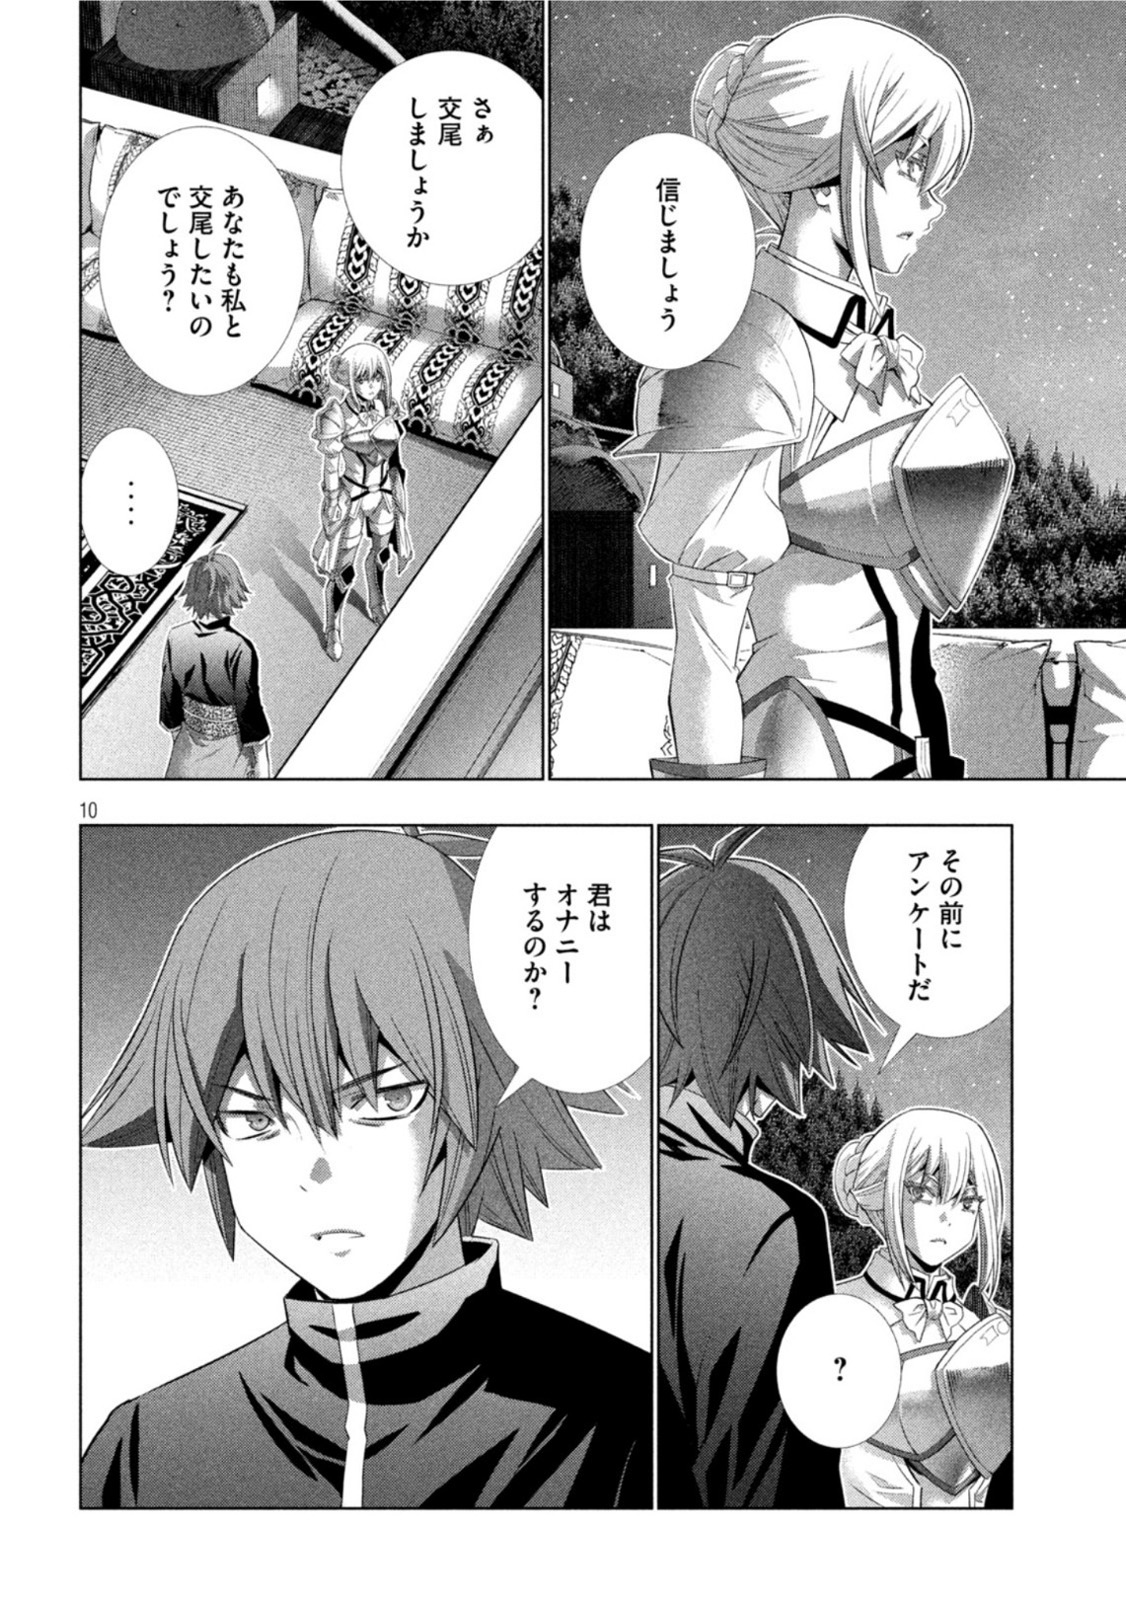 信じましょう
さぁ
交尾
しましょうか
あなたも私と
交尾したいの
でしょう?
‥‥
10
その前に
アンケートだ
?
君は
オナニー
するのか?